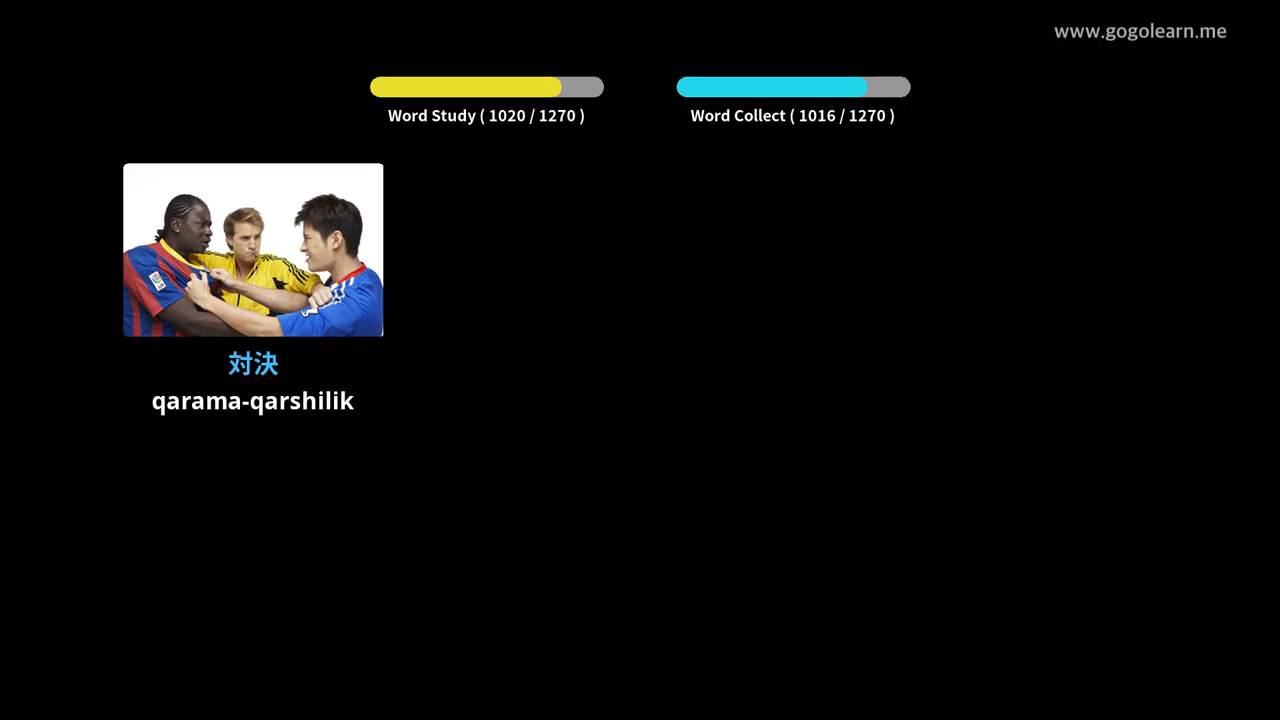 www.gogolearn.me
Word Study ( 1020 / 1270 )
Word Collect ( 1016 / 1270 )
対決
qarama-qarshilik